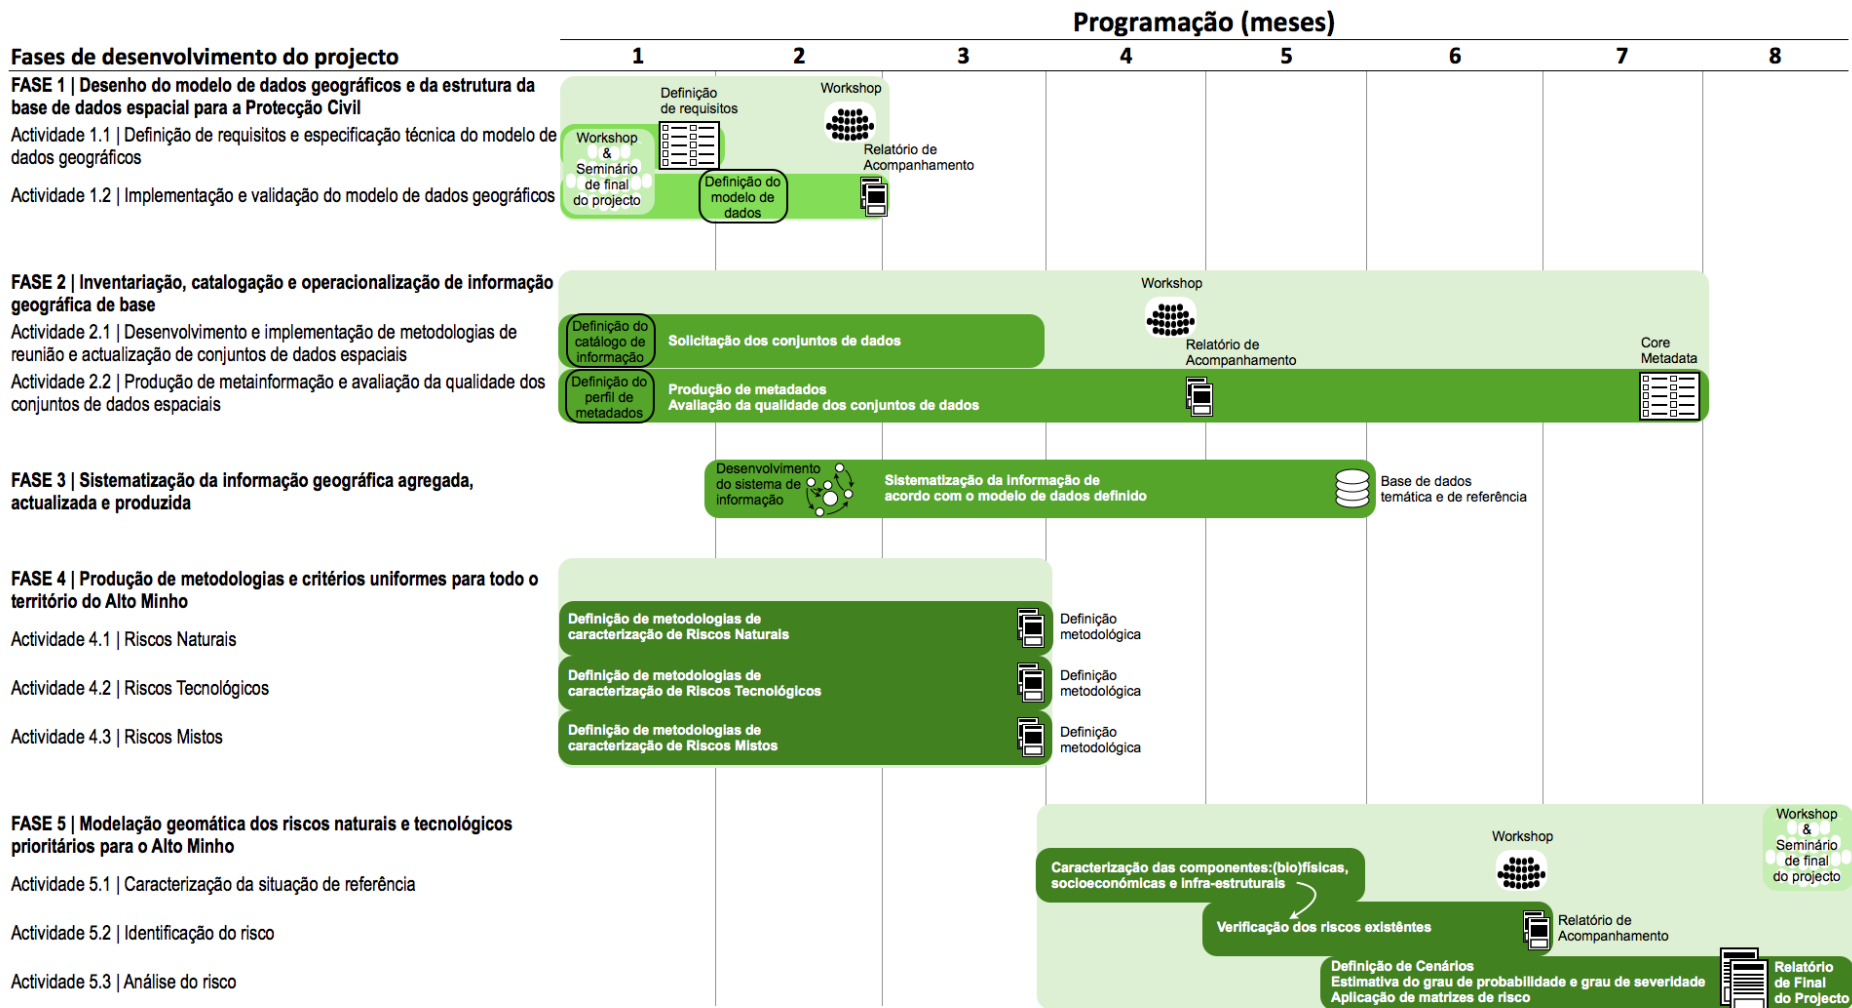 Programação (meses)
Fases de desenvolvimento do projecto
1 2 3 4 5 6 7 8
FASE 1 | Desenho do modelo de dados geográficos e da estrutura da
base de dados espacial para a Protecção Civil
Actividade 1.1 | Definição de requisitos e especificação técnica do modelo de
dados geográficos
Actividade 1.2 | Implementação e validação do modelo de dados geográficos
Workshop
&
Seminário
de final
do projecto
Definição
de requisitos
Definição do
modelo de
dados
Workshop
Relatório de
Acompanhamento
FASE 2 | Inventariação, catalogação e operacionalização de informação
geográfica de base
Actividade 2.1 | Desenvolvimento e implementação de metodologias de
reunião e actualização de conjuntos de dados espaciais
Actividade 2.2 | Produção de metainformação e avaliação da qualidade dos
conjuntos de dados espaciais
Definição do
catálogo de
informação
Solicitação dos conjuntos de dados
Definição do
perfil de
metadados
Produção de metadados
Avaliação da qualidade dos conjuntos de dados
Workshop
Relatório de
Acompanhamento
Core
Metadata
FASE 3 | Sistematização da informação geográfica agregada,
actualizada e produzida
Desenvolvimento
do sistema de
informação
Sistematização da informação de
acordo com o modelo de dados definido
Base de dados
temática e de referência
FASE 4 | Produção de metodologias e critérios uniformes para todo o
território do Alto Minho
Actividade 4.1 | Riscos Naturais
Definição de metodologias de
caracterização de Riscos Naturais
Definição
metodológica
Actividade 4.2 | Riscos Tecnológicos
Definição de metodologias de
caracterização de Riscos Tecnológicos
Definição
metodológica
Actividade 4.3 | Riscos Mistos
Definição de metodologias de
caracterização de Riscos Mistos
Definição
metodológica
FASE 5 | Modelação geomática dos riscos naturais e tecnológicos
prioritários para o Alto Minho
Actividade 5.1 | Caracterização da situação de referência
Caracterização das componentes:(bio)físicas,
socioeconómicas e infra-estruturais
Workshop
Workshop
&
Seminário
de final
do projecto
Actividade 5.2 | Identificação do risco
Verificação dos riscos existêntes
Relatório de
Acompanhamento
Actividade 5.3 | Análise do risco
Definição de Cenários
Estimativa do grau de probabilidade e grau de severidade
Aplicação de matrizes de risco
Relatório
de Final
do Projecto